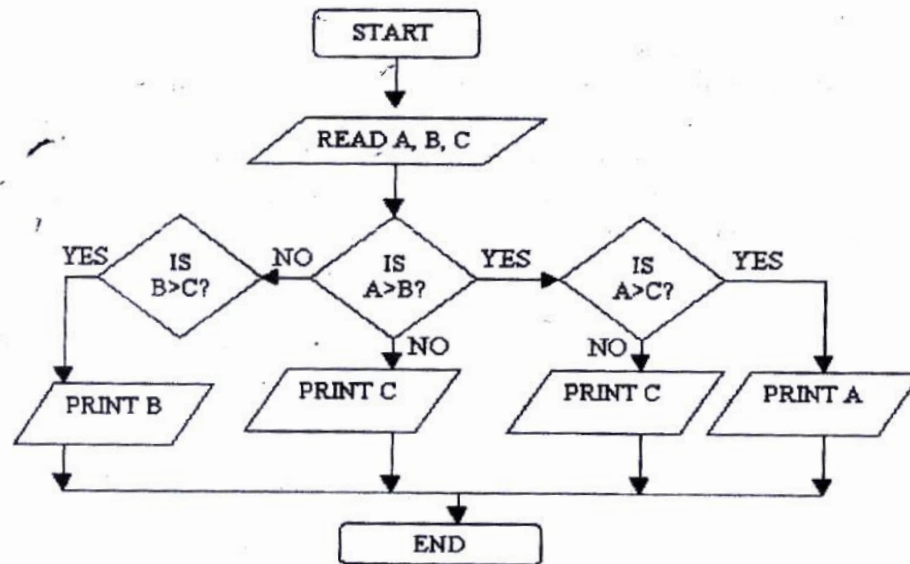 START
READ A, B, C
YES
IS
B>C?
NO
IS
A>B?
YES
IS
A>C?
YES
NO
NO
PRINT B
PRINT C
PRINT C
PRINT A
END